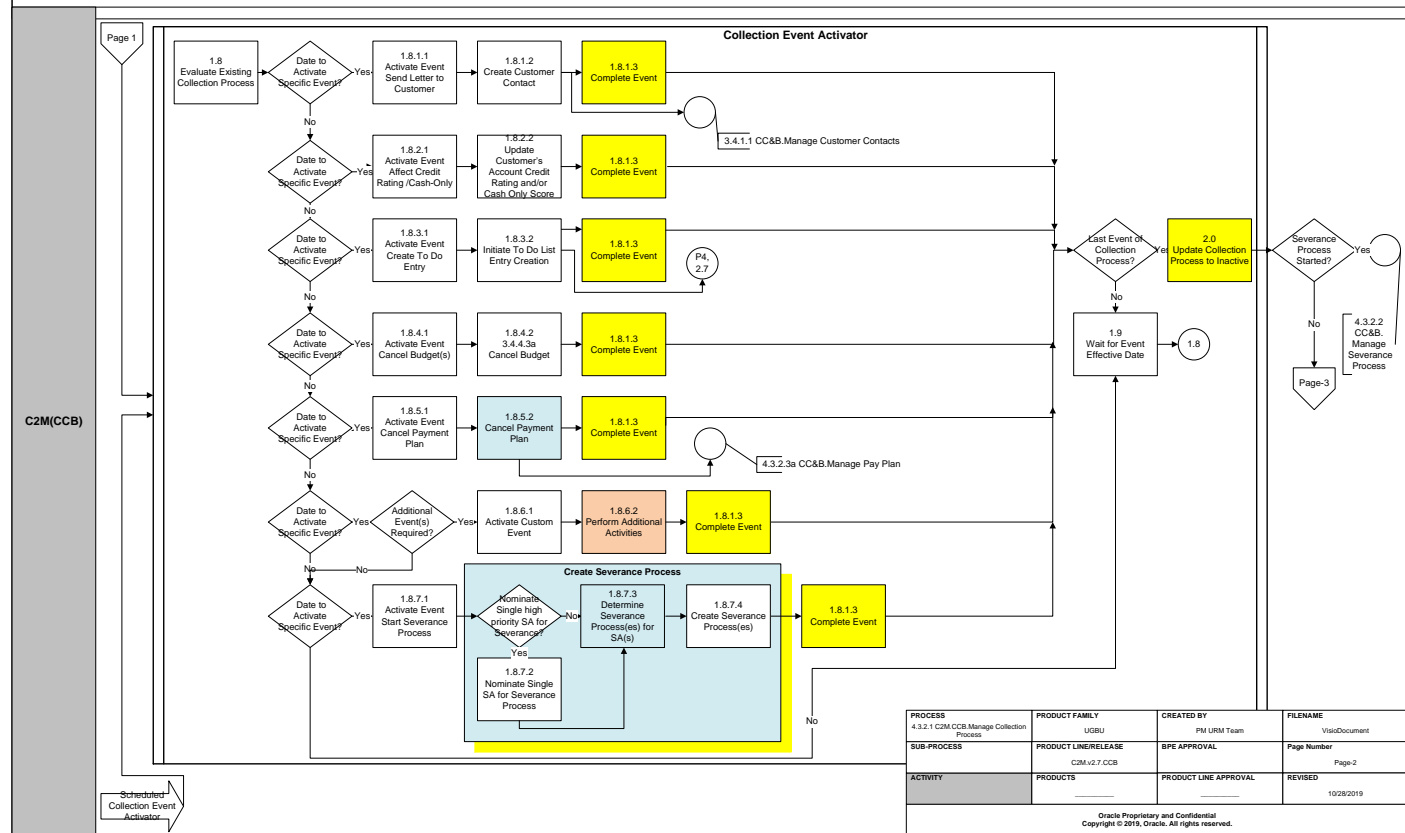 Page 1
Collection Event Activator
1.8
Evaluate Existing
Collection Process
Date to
Activate
Specific Event?
Yes
1.8.1.1
Activate Event
Send Letter to
Customer
1.8.1.2
Create Customer
Contact
1.8.1.3
Complete Event
3.4.1.1 CC&B.Manage Customer Contacts
No
Date to
Activate
Specific Event?
Yes
1.8.2.1
Activate Event
Affect Credit
Rating /Cash-Only
1.8.2.2
Update
Customer's
Account Credit
Rating and/or
Cash Only Score
1.8.1.3
Complete Event
No
Date to
Activate
Specific Event?
Yes
1.8.3.1
Activate Event
Create To Do
Entry
1.8.3.2
Initiate To Do List
Entry Creation
1.8.1.3
Complete Event
P4,
2.7
Last Event of
Collection
Process?
Yes
2.0
Update Collection
Process to Inactive
Severance
Process
Started?
Yes
No
No
1.9
Wait for Event
Effective Date
1.8
No
Page-3
4.3.2.2
CC&B.
Manage
Severance
Process
Date to
Activate
Specific Event?
Yes
1.8.4.1
Activate Event
Cancel Budget(s)
1.8.4.2
3.4.4.3a
Cancel Budget
1.8.1.3
Complete Event
No
C2M(CCB)
Date to
Activate
Specific Event?
Yes
1.8.5.1
Activate Event
Cancel Payment
Plan
1.8.5.2
Cancel Payment
Plan
1.8.1.3
Complete Event
4.3.2.3a CC&B.Manage Pay Plan
No
Date to
Activate
Specific Event?
Yes
Additional
Event(s)
Required?
Yes
1.8.6.1
Activate Custom
Event
1.8.6.2
Perform Additional
Activities
1.8.1.3
Complete Event
No
No
Date to
Activate
Specific Event?
Yes
1.8.7.1
Activate Event
Start Severance
Process
Create Severance Process
Nominate
Single high
priority SA for
Severance?
No
1.8.7.3
Determine
Severance
Process(es) for
SA(s)
1.8.7.4
Create Severance
Process(es)
1.8.1.3
Complete Event
Yes
1.8.7.2
Nominate Single
SA for Severance
Process
No
Scheduled
Collection Event
Activator
PROCESS
4.3.2.1 C2M.CCB.Manage Collection
Process
PRODUCT FAMILY
UGBU
CREATED BY
PM URM Team
FILENAME
VisioDocument
SUB-PROCESS
PRODUCT LINE/RELEASE
C2M.v2.7.CCB
BPE APPROVAL
Page Number
Page-2
ACTIVITY
PRODUCTS
PRODUCT LINE APPROVAL
REVISED
10/28/2019
Oracle Proprietary and Confidential
Copyright © 2019, Oracle. All rights reserved.